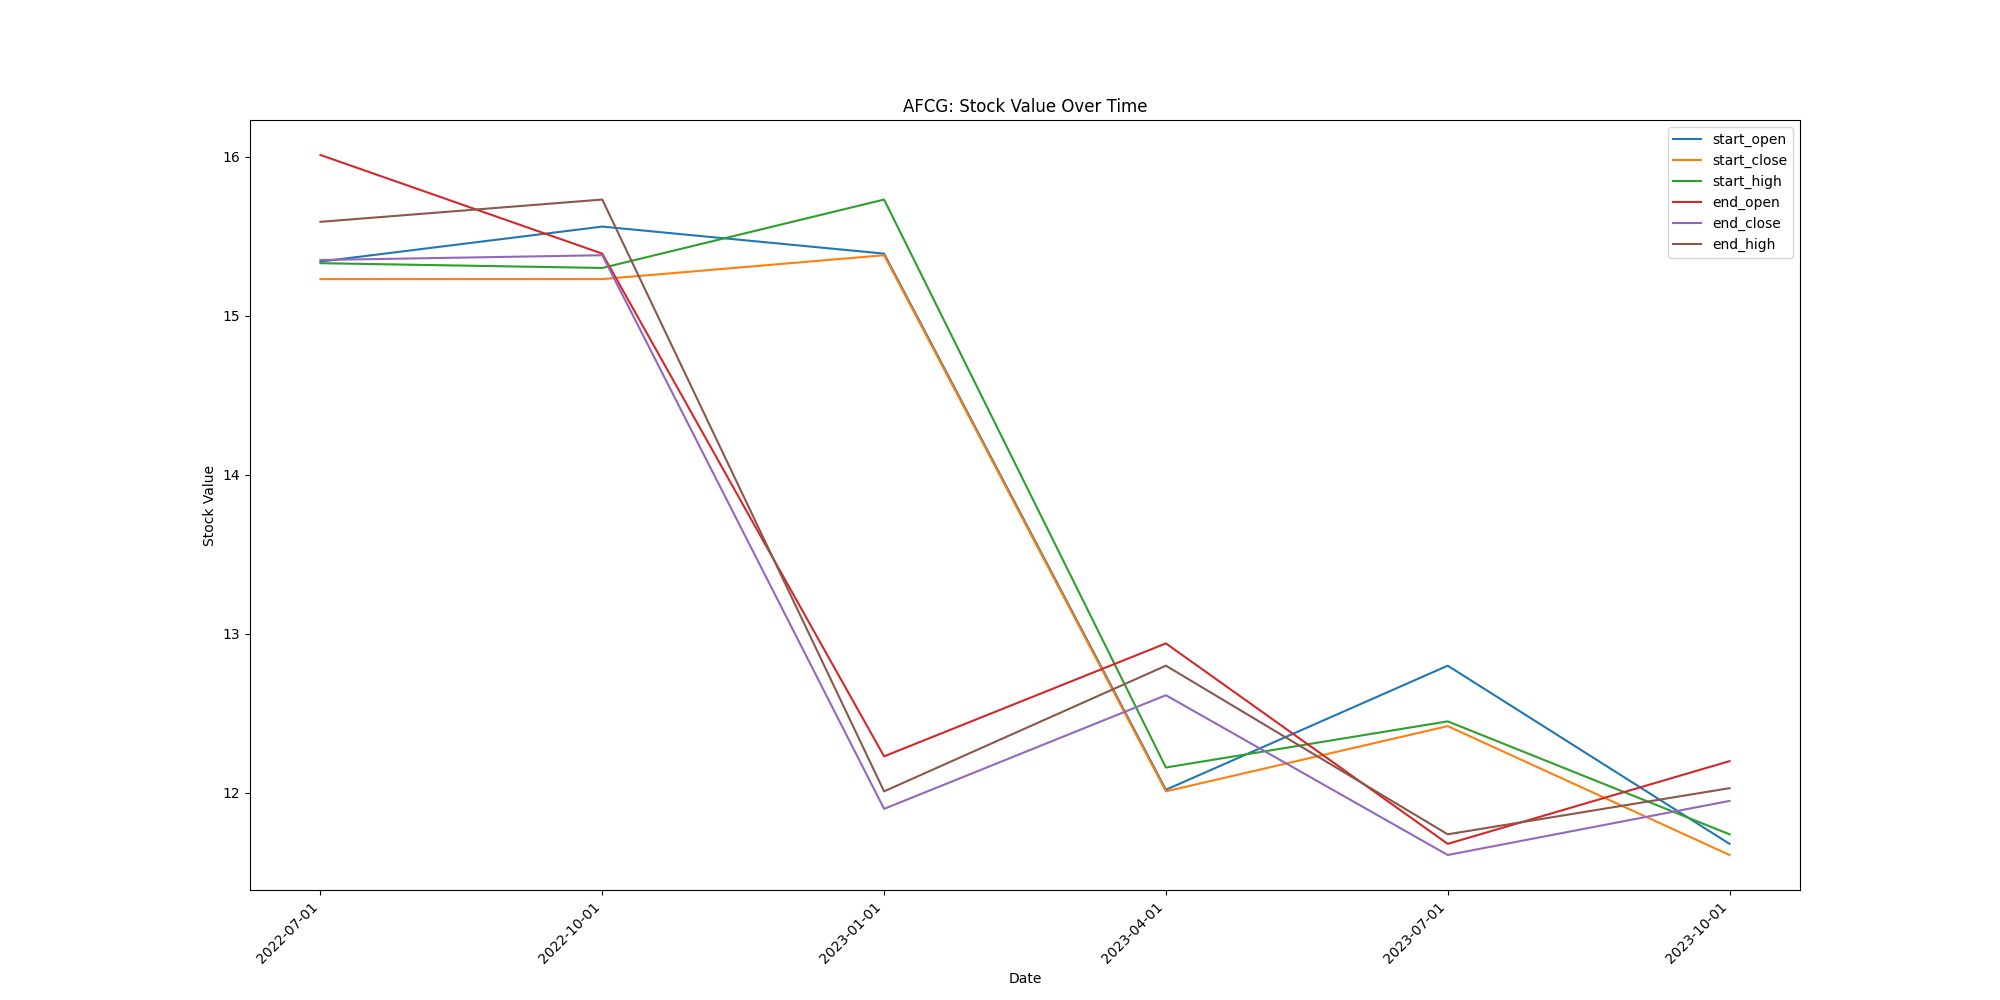 AFCG: Stock Value Over Time
start_open
start_close
start_high
end_open
end_close
end_high
16
15
14
13
12
Stock Value
2022-07-01
2022-10-01
2023-01-01
2023-04-01
2023-07-01
2023-10-01
Date